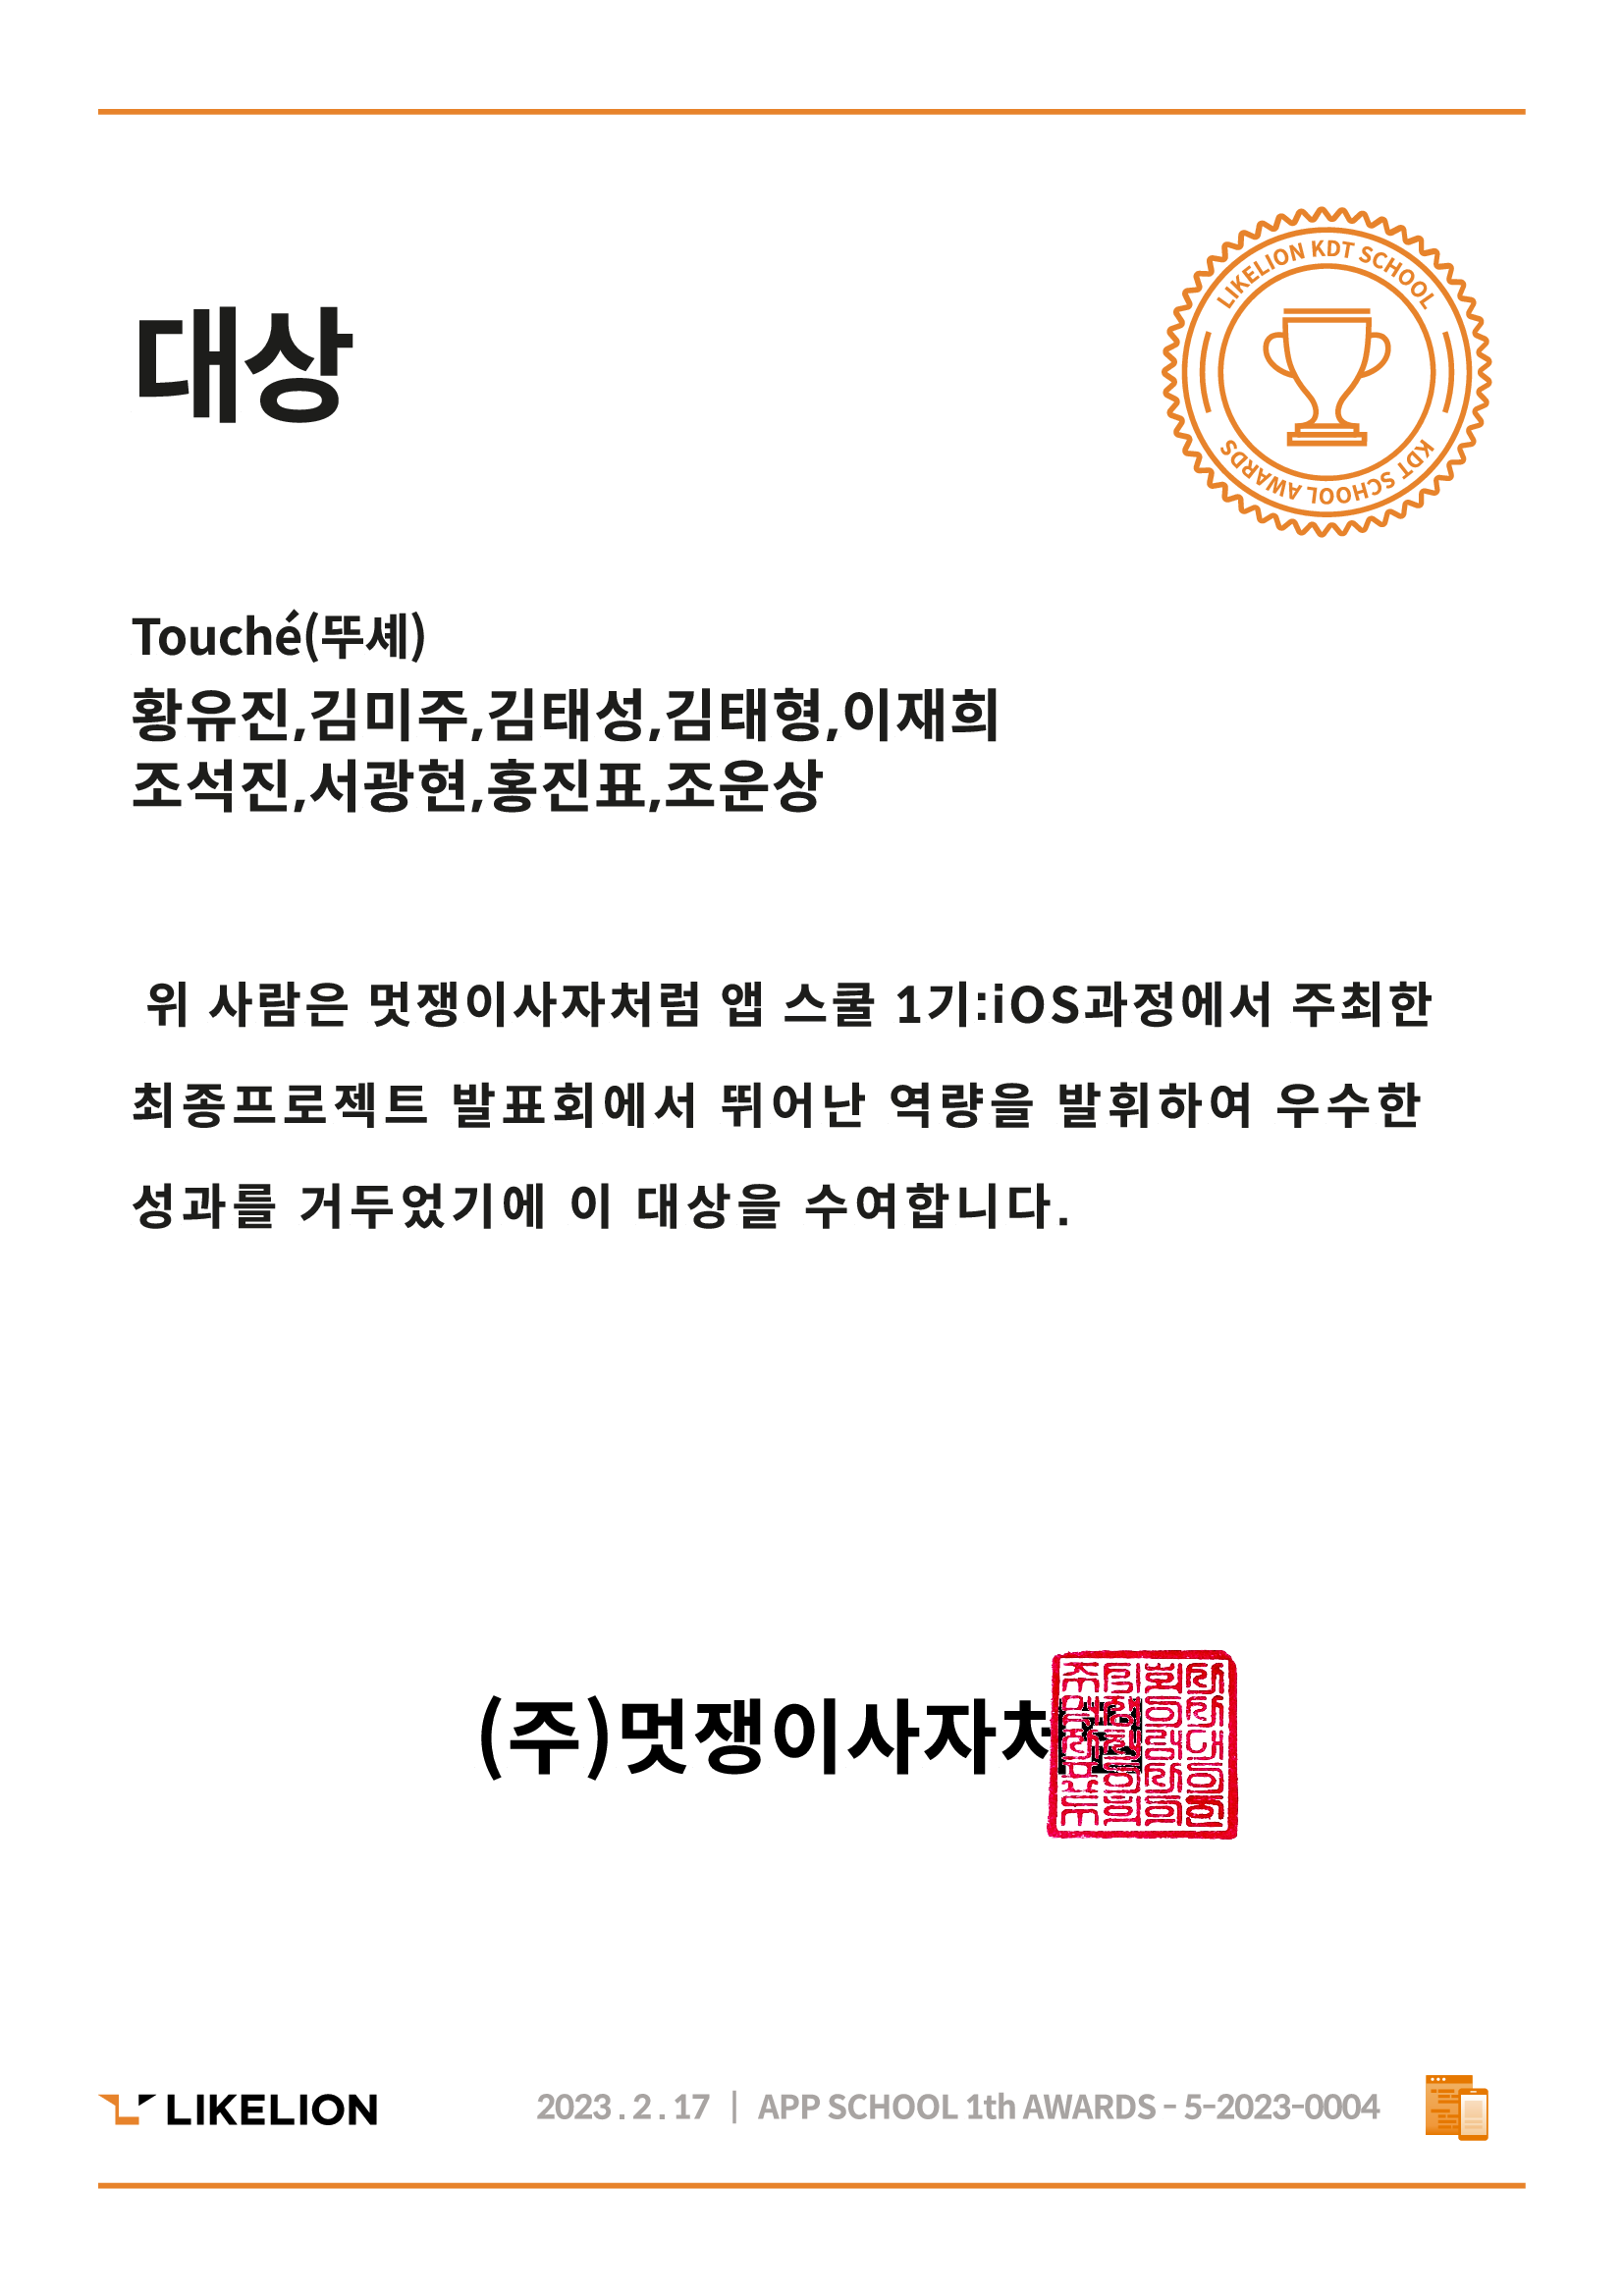 대상
LIKELION KDT SCHOOL
KDT SCHOOL AWARDS
Touché(뚜셰)
황유진,김미주,김태성,김태형,이재희
조석진,서광현,홍진표,조운상
위 사람은 멋쟁이사자처럼 앱 스쿨 1기:iOS과정에서 주최한
최종프로젝트 발표회에서 뛰어난 역량을 발휘하여 우수한
성과를 거두었기에 이 대상을 수여합니다.
(주)멋쟁이사자처럼
LIKELION
2023.2.17 | APP SCHOOL 1th AWARDS - 5-2023-0004